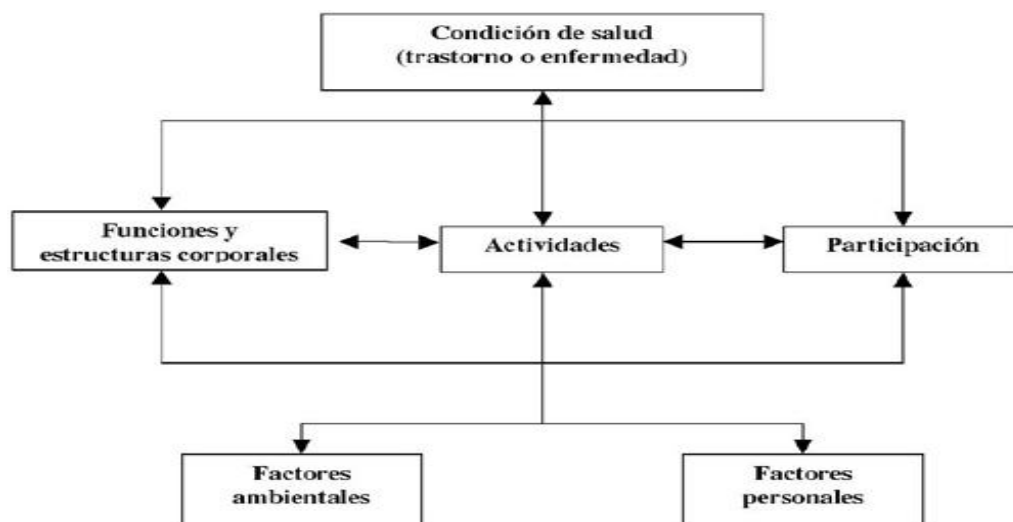 Condición de salud
(trastorno o enfermedad)
Funciones y
estructuras corporales
Actividades
Participación
Factores
ambientales
Factores
personales